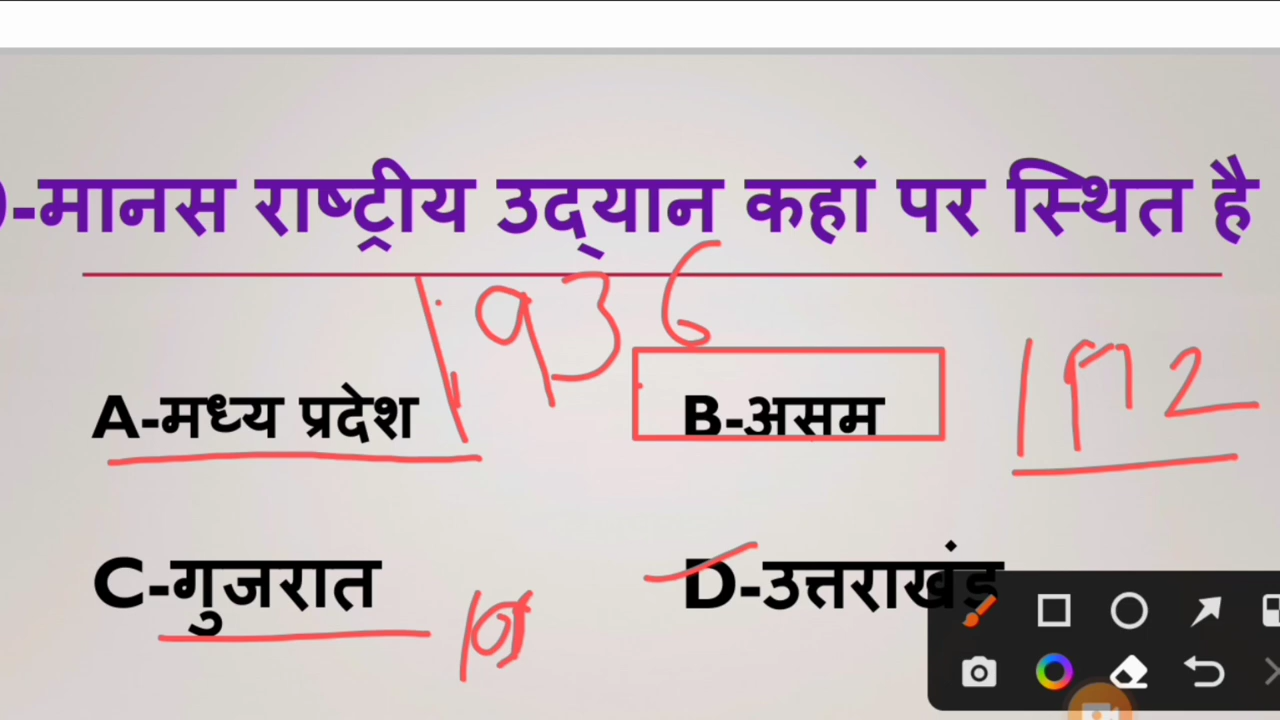 -मानस राष्ट्रीय उद्यान कहां पर स्थित है
1936
A-मध्य प्रदेश
B-असम
1972
C-गुजरात
D-उत्तराखंड